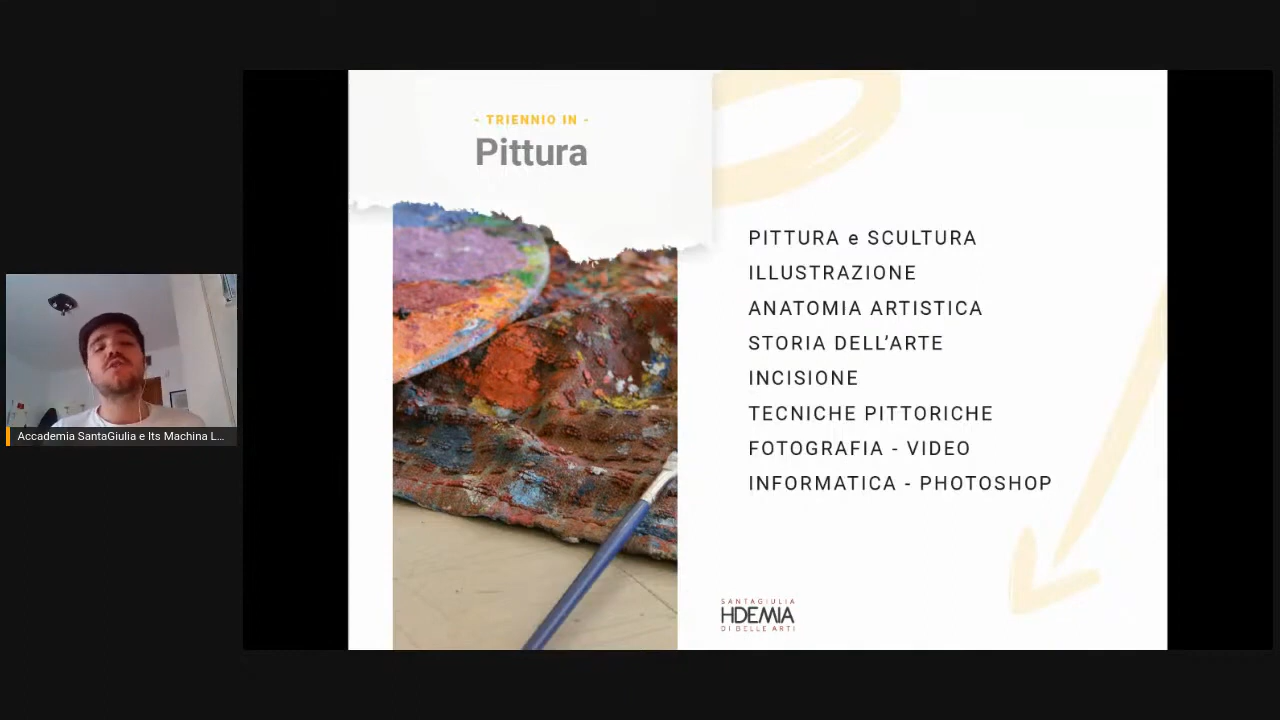 - TRIENNIO IN -
Pittura
PITTURA e SCULTURA
ILLUSTRAZIONE
ANATOMIA ARTISTICA
STORIA DELL’ARTE
INCISIONE
TECNICHE PITTORICHE
FOTOGRAFIA - VIDEO
INFORMATICA - PHOTOSHOP
Accademia SantaGiulia e Its Machina L...
SANTAGIULIA
HDEMIA
DI BELLE ARTI